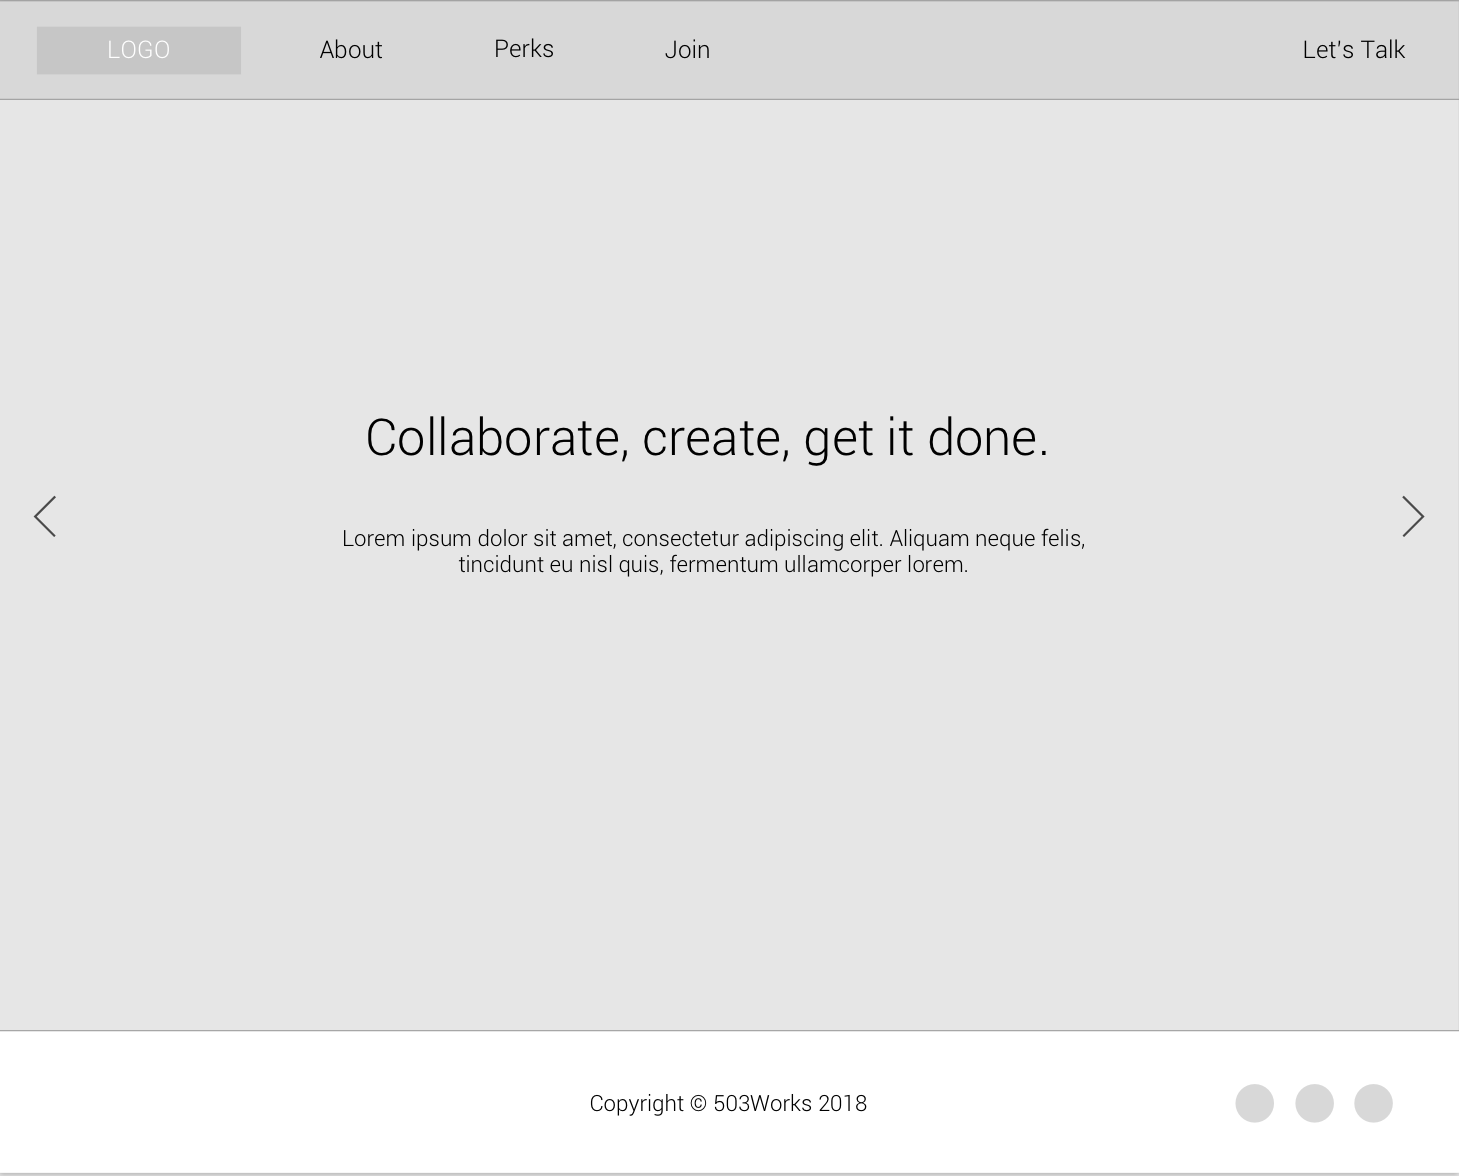 LOGO
About
Perks
Join
Let's Talk
Collaborate, create, get it done.
Lorem ipsum dolor sit amet, consectetur adipiscing elit. Aliquam neque felis,
tincidunt eu nisl quis, fermentum ullamcorper lorem.
Copyright © 503Works 2018